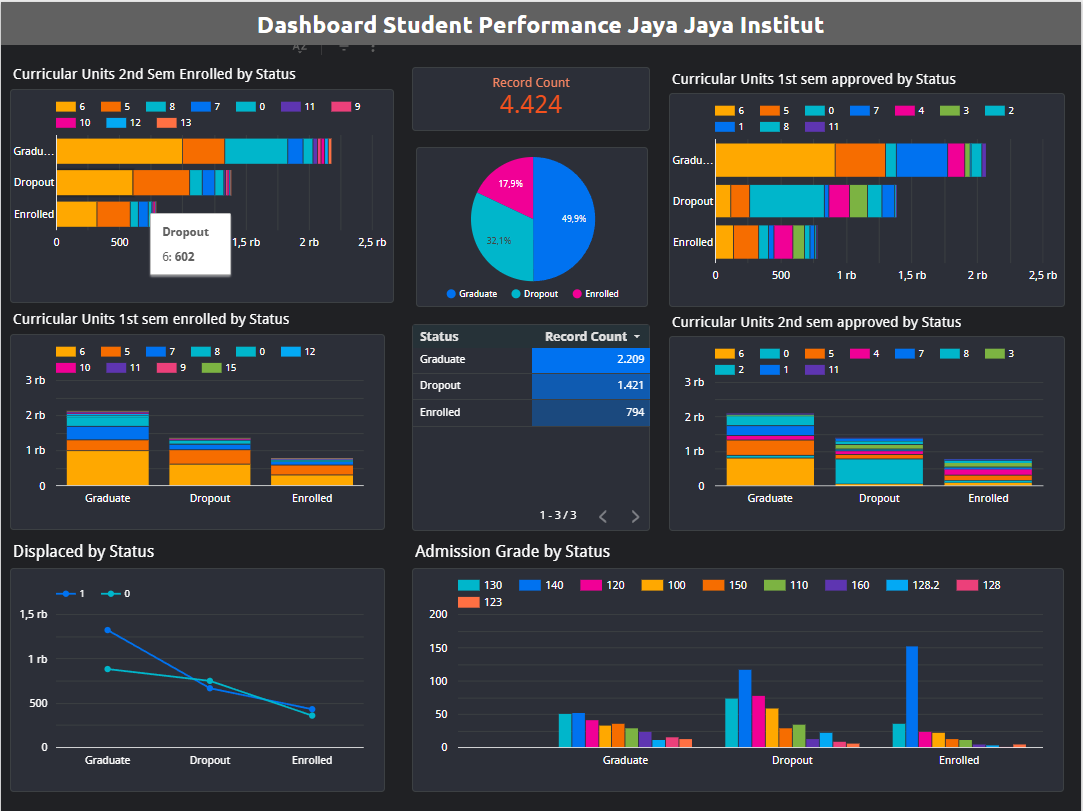 Dashboard Student Performance Jaya Jaya Institut
Curricular Units 2nd Sem Enrolled by Status
6 5 8 7 0 11 9
10 12 13
Gradu...
Dropout
Enrolled
0 500 1,5 rb 2 rb 2,5 rb
Dropout
6: 602
Record Count
4.424
17,9%
49,9%
32,1%
Graduate Dropout Enrolled
Curricular Units 1st sem approved by Status
6 5 0 7 4 3 2
1 8 11
Gradu...
Dropout
Enrolled
0 500 1 rb 1,5 rb 2 rb 2,5 rb
Curricular Units 1st sem enrolled by Status
6 5 7 8 0 12
10 11 9 15
3 rb
2 rb
1 rb
0
Graduate Dropout Enrolled
Status Record Count
Graduate 2.209
Dropout 1.421
Enrolled 794
1 - 3 / 3
Curricular Units 2nd sem approved by Status
6 0 5 4 7 8 3
2 1 11
3 rb
2 rb
1 rb
0
Graduate Dropout Enrolled
Displaced by Status
1 0
1,5 rb
1 rb
500
0
Graduate Dropout Enrolled
Admission Grade by Status
130 140 120 100 150 110 160 128.2 128
123
200
150
100
50
0
Graduate Dropout Enrolled